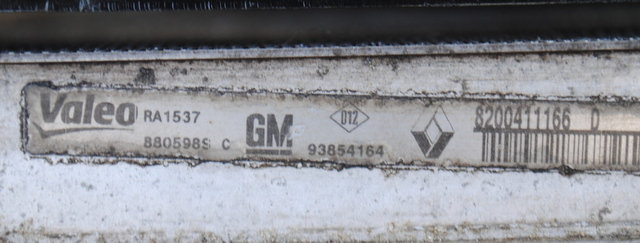 Valeo RA1537
880598S C
GM
D12
93854164
8200411166 D